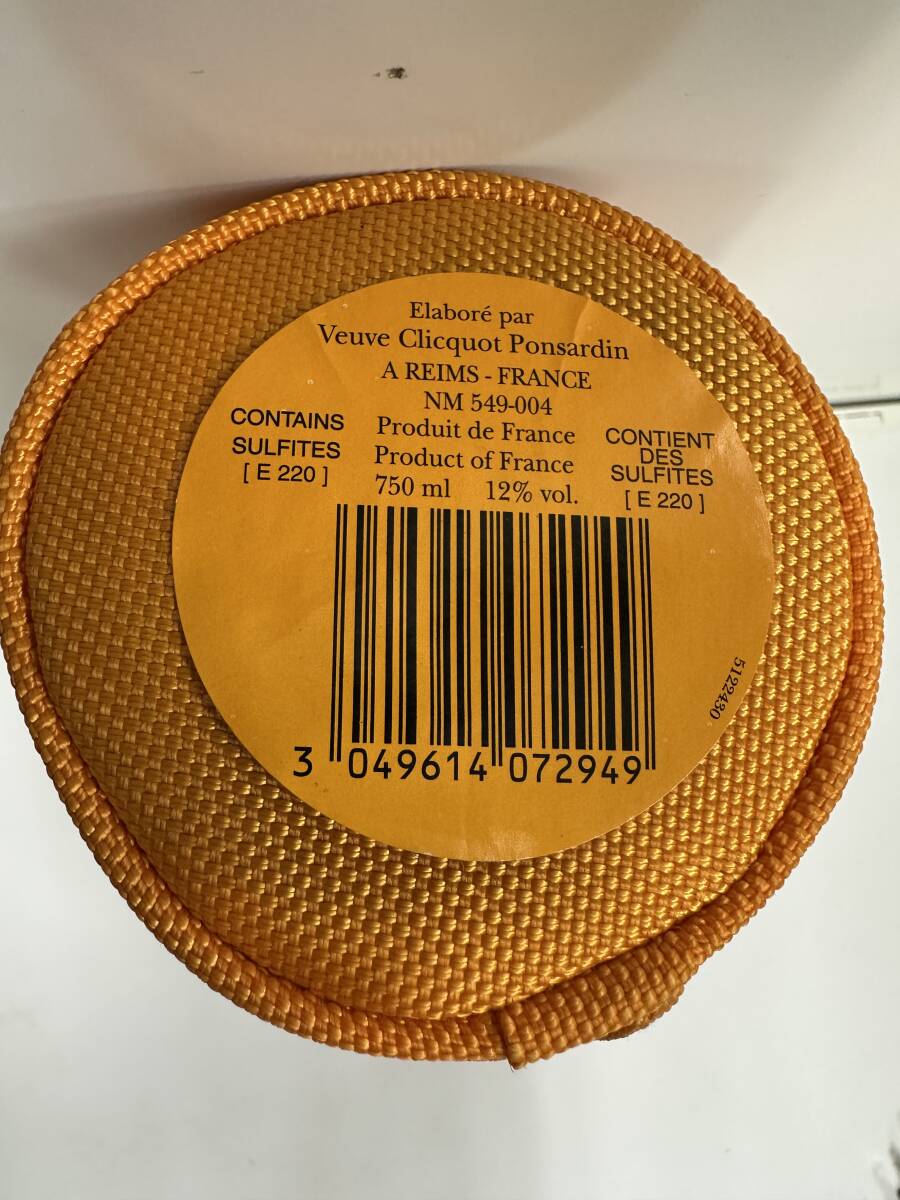 Elaboré par
Veuve Clicquot Ponsardin
A REIMS - FRANCE
NM 549-004
Produit de France
Product of France
750 ml 12% vol.
CONTAINS
SULFITES
[ E 220 ]
CONTIENT
DES
SULFITES
[ E 220 ]
3 049614 072949
5122430